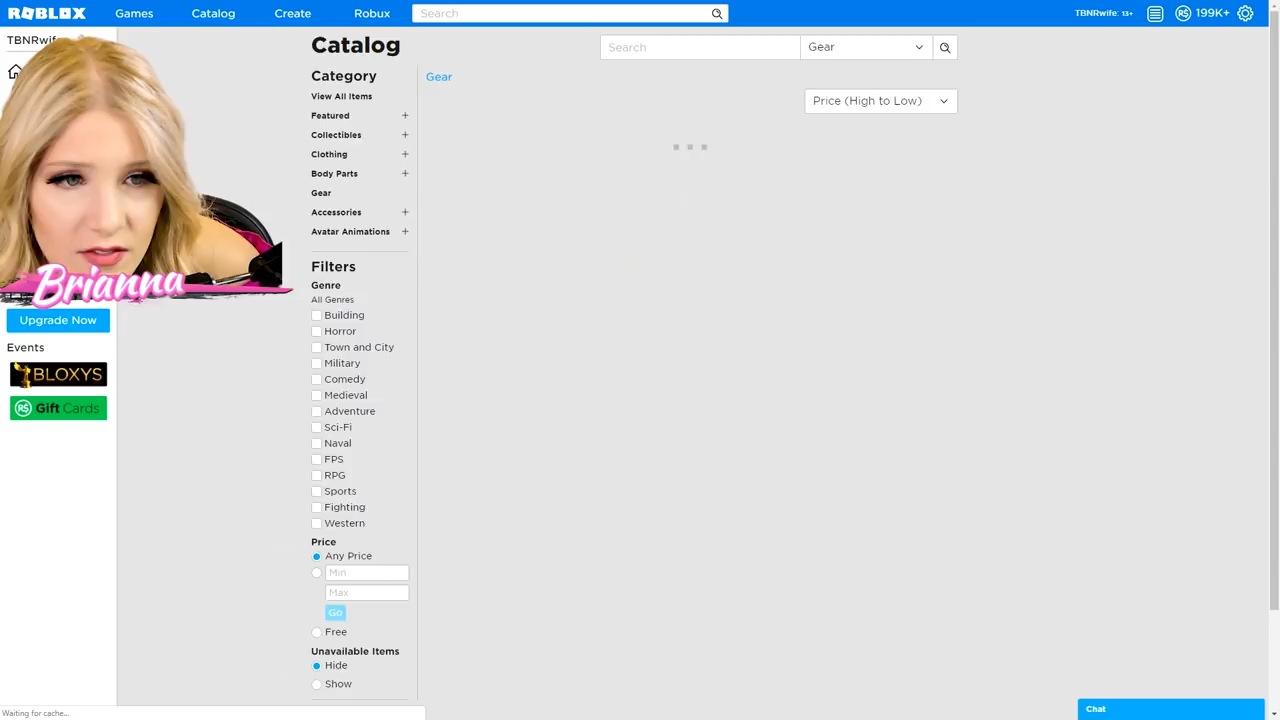 ROBLOX
Games
Catalog
Create
Robux
Search
TBNRwife: 13+
199K+
TBNRwife
Catalog
Search
Gear
Category
Gear
View All Items
Price (High to Low)
Featured
Collectibles
Clothing
Body Parts
Gear
Accessories
Avatar Animations
Brianna
Filters
Genre
All Genres
Building
Upgrade Now
Horror
Events
Town and City
Military
BLOXYS
Comedy
Medieval
Gift Cards
Adventure
Sci-Fi
Naval
FPS
RPG
Sports
Fighting
Western
Price
Any Price
Min
Max
Go
Free
Unavailable Items
Hide
Show
Chat
Waiting for cache...